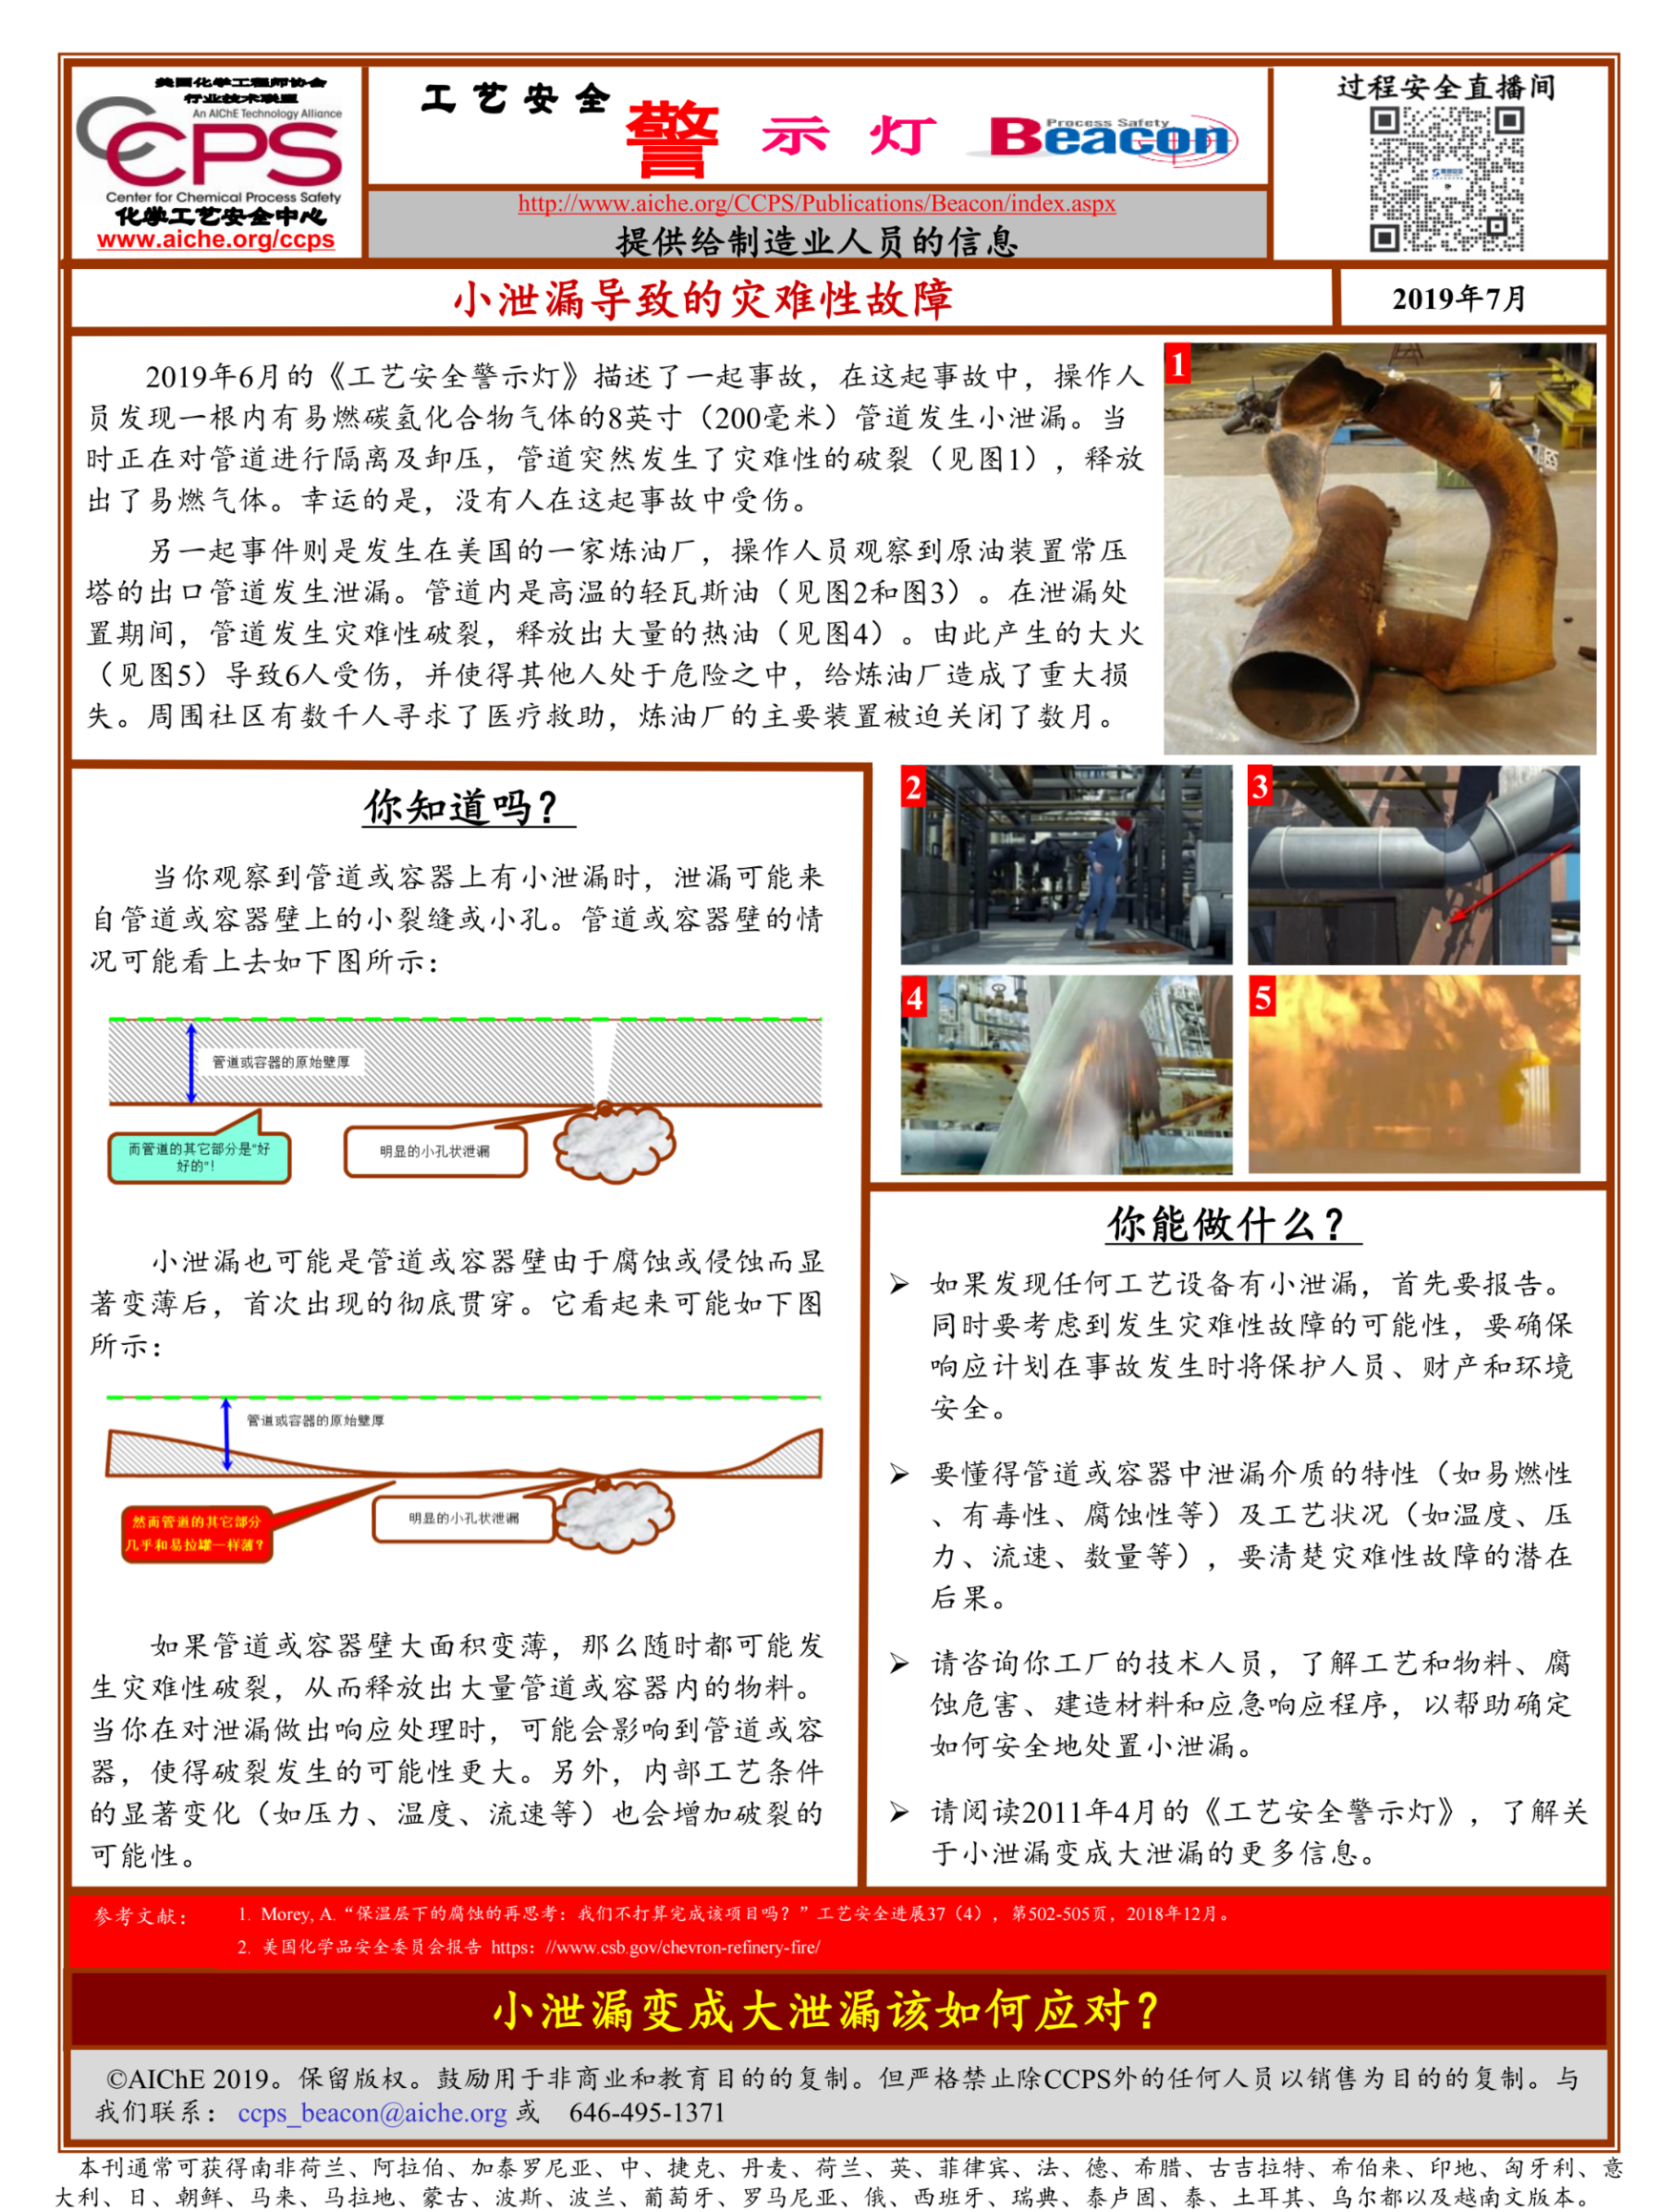 美国化学工程师协会
行业技术联盟
An AIChE Technology Alliance
CCPS
Center for Chemical Process Safety
化学工艺安全中心
www.aiche.org/ccps
工艺安全
警示灯 Beacon
Process Safety
http://www.aiche.org/CCPS/Publications/Beacon/index.aspx
提供给制造业人员的信息
过程安全直播间
小泄漏导致的灾难性故障
2019年7月
2019年6月的《工艺安全警示灯》描述了一起事故，在这起事故中，操作人
员发现一根内有易燃碳氢化合物气体的8英寸（200毫米）管道发生小泄漏。当
时正在对管道进行隔离及卸压，管道突然发生了灾难性的破裂（见图1），释放
出了易燃气体。幸运的是，没有人在这起事故中受伤。
另一起事件则是发生在美国的一家炼油厂，操作人员观察到原油装置常压
塔的出口管道发生泄漏。管道内是高温的轻瓦斯油（见图2和图3）。在泄漏处
置期间，管道发生灾难性破裂，释放出大量的热油（见图4）。由此产生的大火
（见图5）导致6人受伤，并使得其他人处于危险之中，给炼油厂造成了重大损
失。周围社区有数千人寻求了医疗救助，炼油厂的主要装置被迫关闭了数月。
1
2
3
4
5
你知道吗？
当你观察到管道或容器上有小泄漏时，泄漏可能来
自管道或容器壁上的小裂缝或小孔。管道或容器壁的情
况可能看上去如下图所示：
管道或容器的原始壁厚
而管道的其它部分是“好
好的”！
明显的小孔状泄漏
小泄漏也可能是管道或容器壁由于腐蚀或侵蚀而显
著变薄后，首次出现的彻底贯穿。它看起来可能如下图
所示：
管道或容器的原始壁厚
然而管道的其它部分
几乎和易拉罐一样薄？
明显的小孔状泄漏
如果管道或容器壁大面积变薄，那么随时都可能发
生灾难性破裂，从而释放出大量管道或容器内的物料。
当你在对泄漏做出响应处理时，可能会影响到管道或容
器，使得破裂发生的可能性更大。另外，内部工艺条件
的显著变化（如压力、温度、流速等）也会增加破裂的
可能性。
你能做什么？
➢ 如果发现任何工艺设备有小泄漏，首先要报告。
同时要考虑到发生灾难性故障的可能性，要确保
响应计划在事故发生时将保护人员、财产和环境
安全。
➢ 要懂得管道或容器中泄漏介质的特性（如易燃性
、有毒性、腐蚀性等）及工艺状况（如温度、压
力、流速、数量等），要清楚灾难性故障的潜在
后果。
➢ 请咨询你工厂的技术人员，了解工艺和物料、腐
蚀危害、建造材料和应急响应程序，以帮助确定
如何安全地处置小泄漏。
➢ 请阅读2011年4月的《工艺安全警示灯》，了解关
于小泄漏变成大泄漏的更多信息。
参考文献： 1. Morey, A.“保温层下的腐蚀的再思考：我们不打算完成该项目吗？”工艺安全进展37（4），第502-505页，2018年12月。
2. 美国化学品安全委员会报告 https：//www.csb.gov/chevron-refinery-fire/
小泄漏变成大泄漏该如何应对？
©AIChE 2019。保留版权。鼓励用于非商业和教育目的的复制。但严格禁止除CCPS外的任何人员以销售为目的的复制。与
我们联系： ccps_beacon@aiche.org 或 646-495-1371
本刊通常可获得南非荷兰、阿拉伯、加泰罗尼亚、中、捷克、丹麦、荷兰、英、菲律宾、法、德、希腊、古吉拉特、希伯来、印地、匈牙利、意
大利、日、朝鲜、马来、马拉地、蒙古、波斯、波兰、葡萄牙、罗马尼亚、俄、西班牙、瑞典、泰卢固、泰、土耳其、乌尔都以及越南文版本。